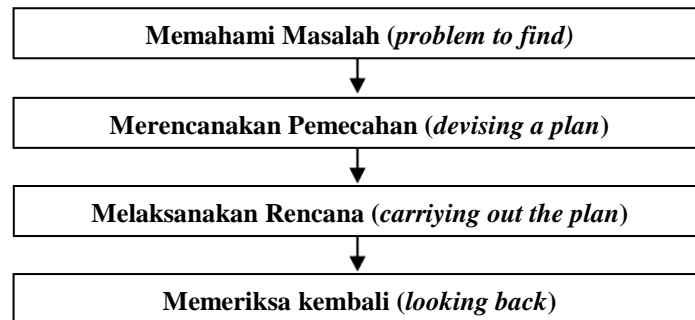 Memahami Masalah (problem to find)
Merencanakan Pemecahan (devising a plan)
Melaksanakan Rencana (carriying out the plan)
Memeriksa kembali (looking back)